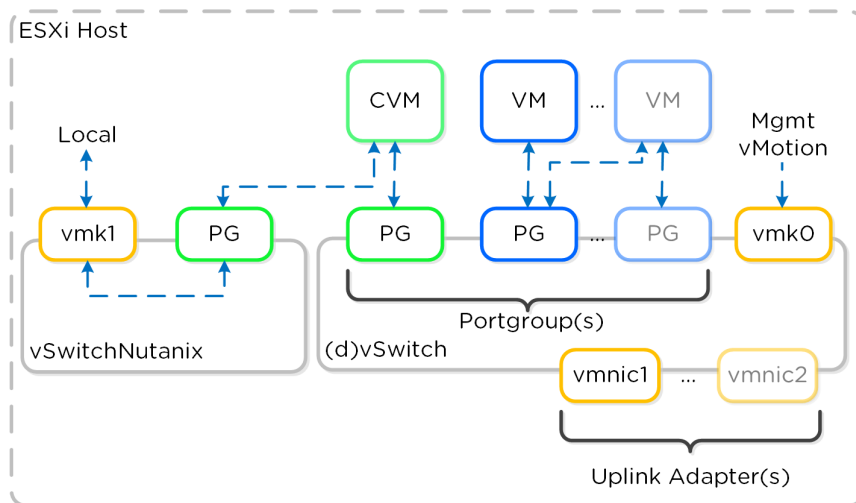 ESXi Host
CVM
VM
...
VM
Local
Mgmt
vMotion
vmk1
PG
PG
PG
...
PG
vmk0
Portgroup(s)
vSwitchNutanix
(d)vSwitch
vmnic1
...
vmnic2
Uplink Adapter(s)